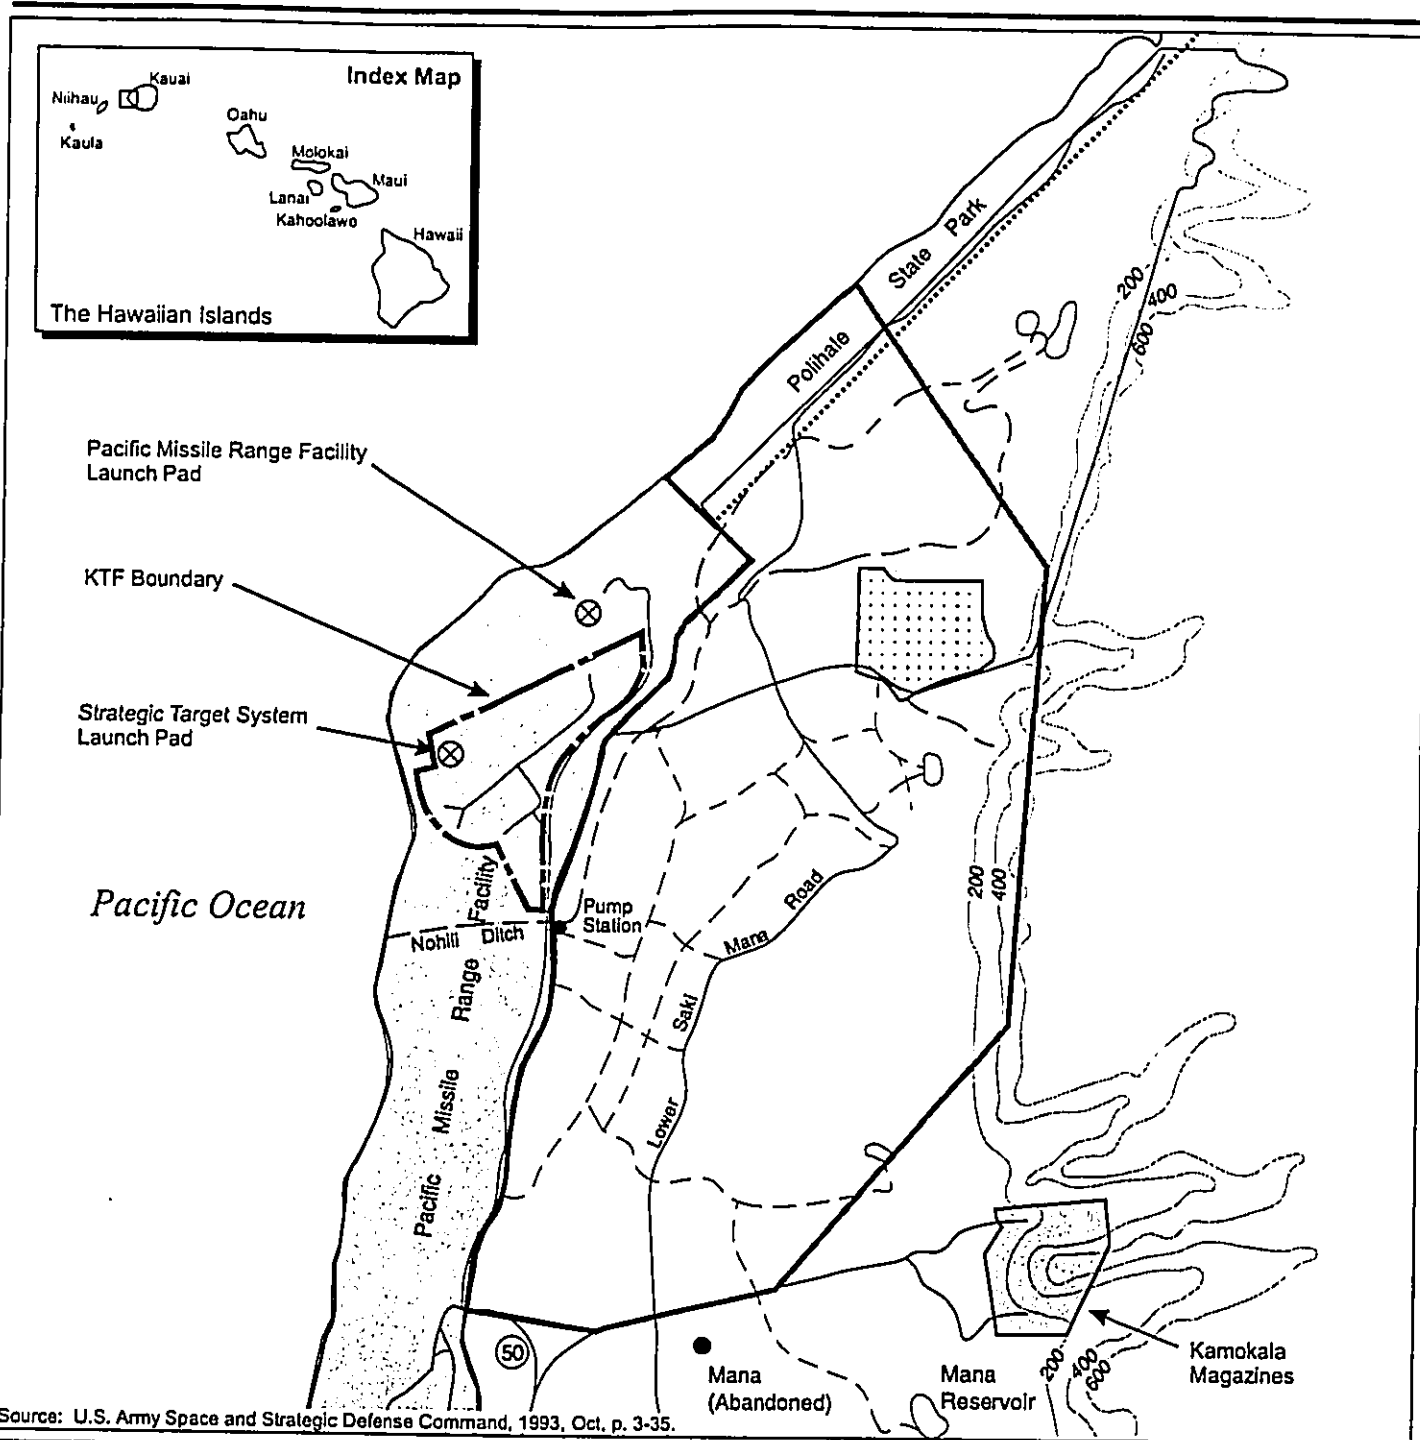 Index Map
Kauai
Niihau
Kaula
Oahu
Molokai
Maui
Lanai
Kahoolawe
Hawaii
The Hawaiian Islands
State Park
Polihale
200
400
600
Pacific Missile Range Facility
Launch Pad
KTF Boundary
Strategic Target System
Launch Pad
Pacific Ocean
Facility
Range
Missile
Pacific
Nohili Ditch
Pump
Station
Road
Mana
Saki
Lower
200
400
50
Mana
(Abandoned)
Mana
Reservoir
200
400
600
Kamokala
Magazines
Source: U.S. Army Space and Strategic Defense Command, 1993, Oct, p. 3-35.